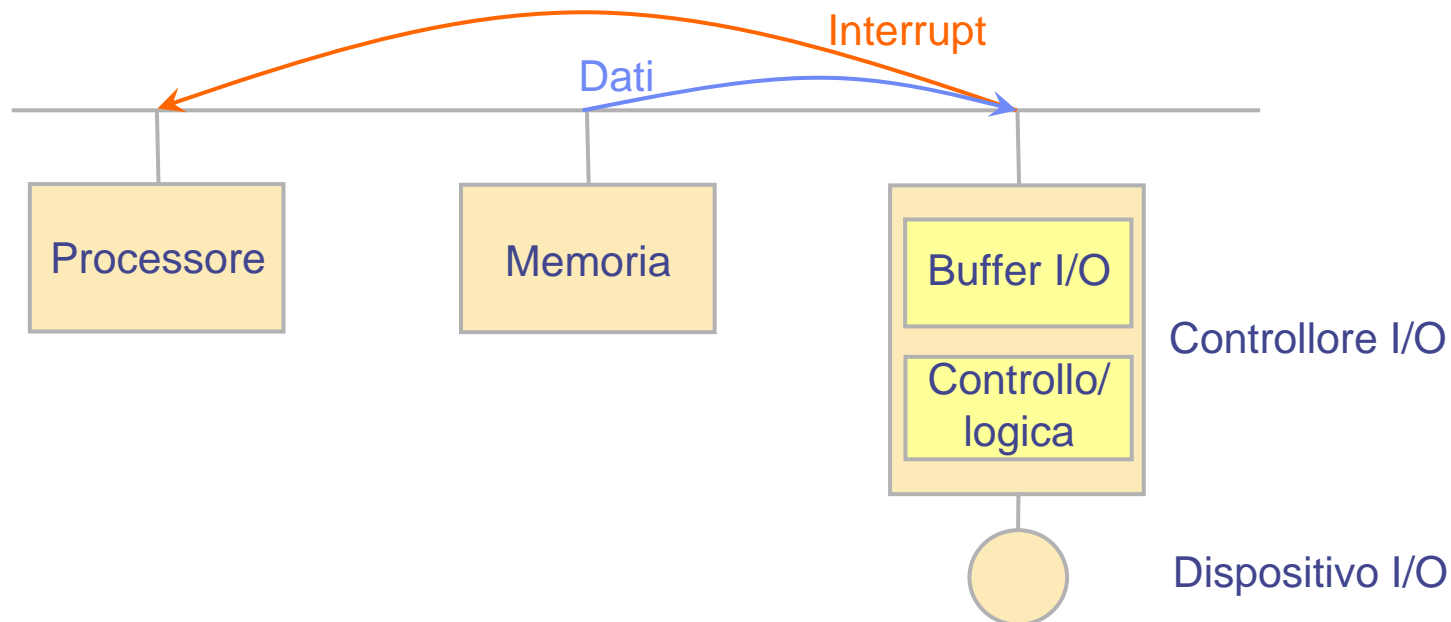 Interrupt
Dati
Processore
Memoria
Buffer I/O
Controllore I/O
Controllo/
logica
Dispositivo I/O